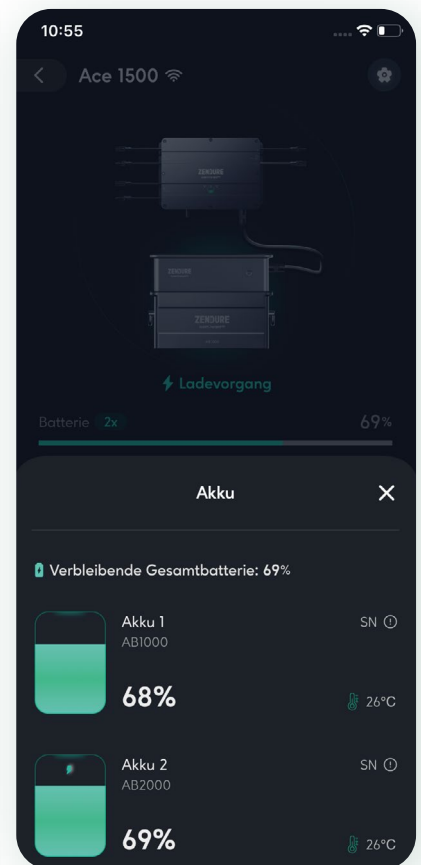 10:55
Ace 1500
ZENDURE
ZENDURE
ZENDURE
Ladevorgang
Batterie 2x 69%
Akku
Verbleibende Gesamtbatterie: 69%
Akku 1 SN
AB1000
68% 26°C
Akku 2 SN
AB2000
69% 26°C